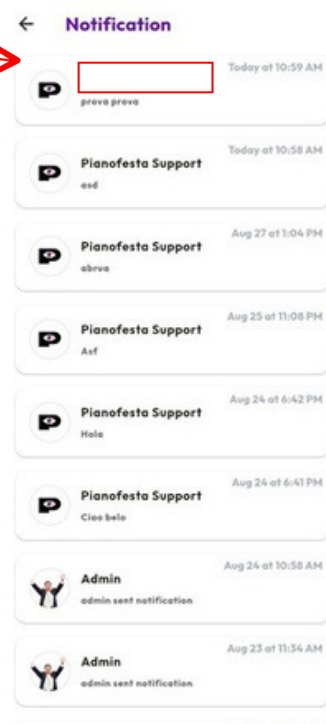 Notification
Today at 10:59 AM
prova prova
Today at 10:58 AM
Pianofesta Support
asd
Aug 27 at 1:04 PM
Pianofesta Support
abrua
Aug 25 at 11:08 PM
Pianofesta Support
Asf
Aug 24 at 6:42 PM
Pianofesta Support
Hola
Aug 24 at 6:41 PM
Pianofesta Support
Ciao belo
Aug 24 at 10:58 AM
Admin
admin sent notification
Aug 23 at 11:34 AM
Admin
admin sent notification